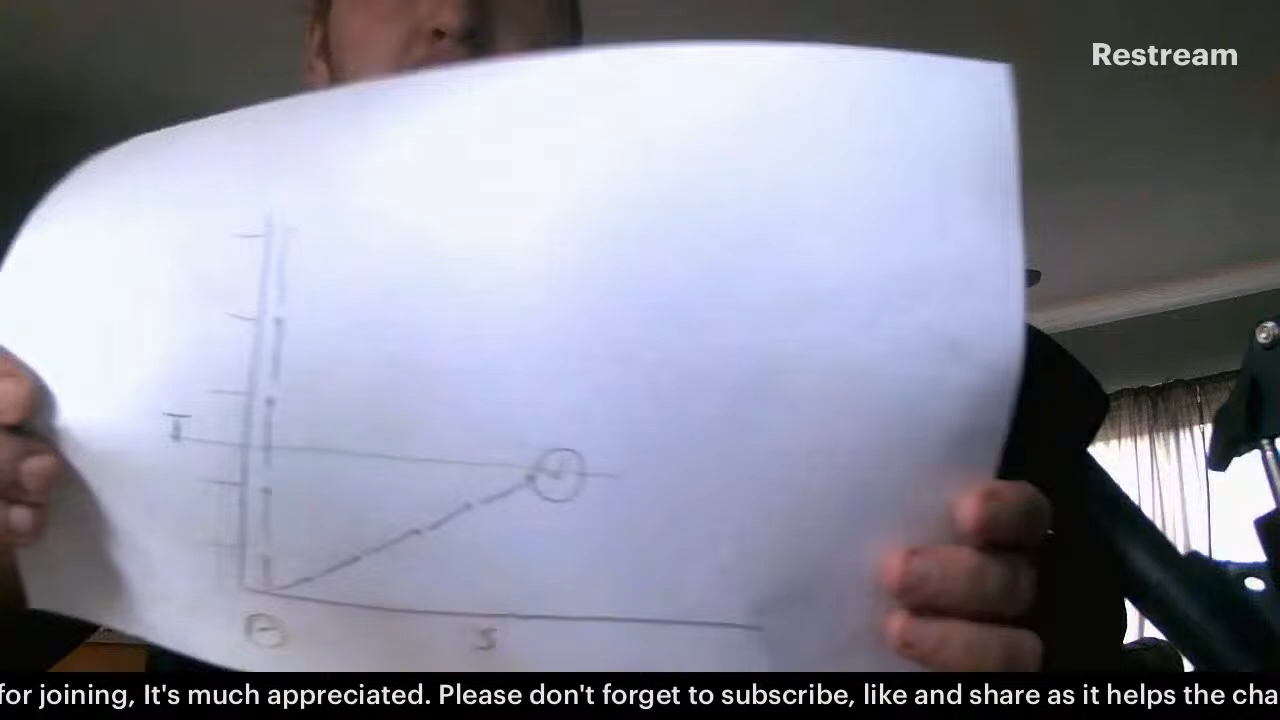 Restream
T
S
for joining, It's much appreciated. Please don't forget to subscribe, like and share as it helps the cha